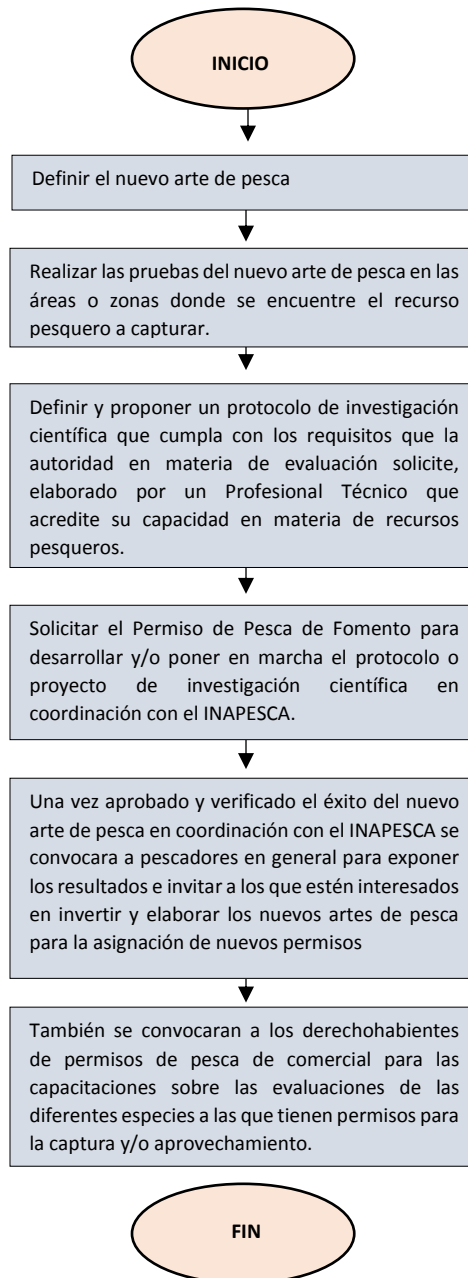 INICIO
Definir el nuevo arte de pesca
Realizar las pruebas del nuevo arte de pesca en las
áreas o zonas donde se encuentre el recurso
pesquero a capturar.
Definir y proponer un protocolo de investigación
científica que cumpla con los requisitos que la
autoridad en materia de evaluación solicite,
elaborado por un Profesional Técnico que
acredite su capacidad en materia de recursos
pesqueros.
Solicitar el Permiso de Pesca de Fomento para
desarrollar y/o poner en marcha el protocolo o
proyecto de investigación científica en
coordinación con el INAPESCA.
Una vez aprobado y verificado el éxito del nuevo
arte de pesca en coordinación con el INAPESCA se
convocara a pescadores en general para exponer
los resultados e invitar a los que estén interesados
en invertir y elaborar los nuevos artes de pesca
para la asignación de nuevos permisos
También se convocaran a los derechohabientes
de permisos de pesca de comercial para las
capacitaciones sobre las evaluaciones de las
diferentes especies a las que tienen permisos para
la captura y/o aprovechamiento.
FIN